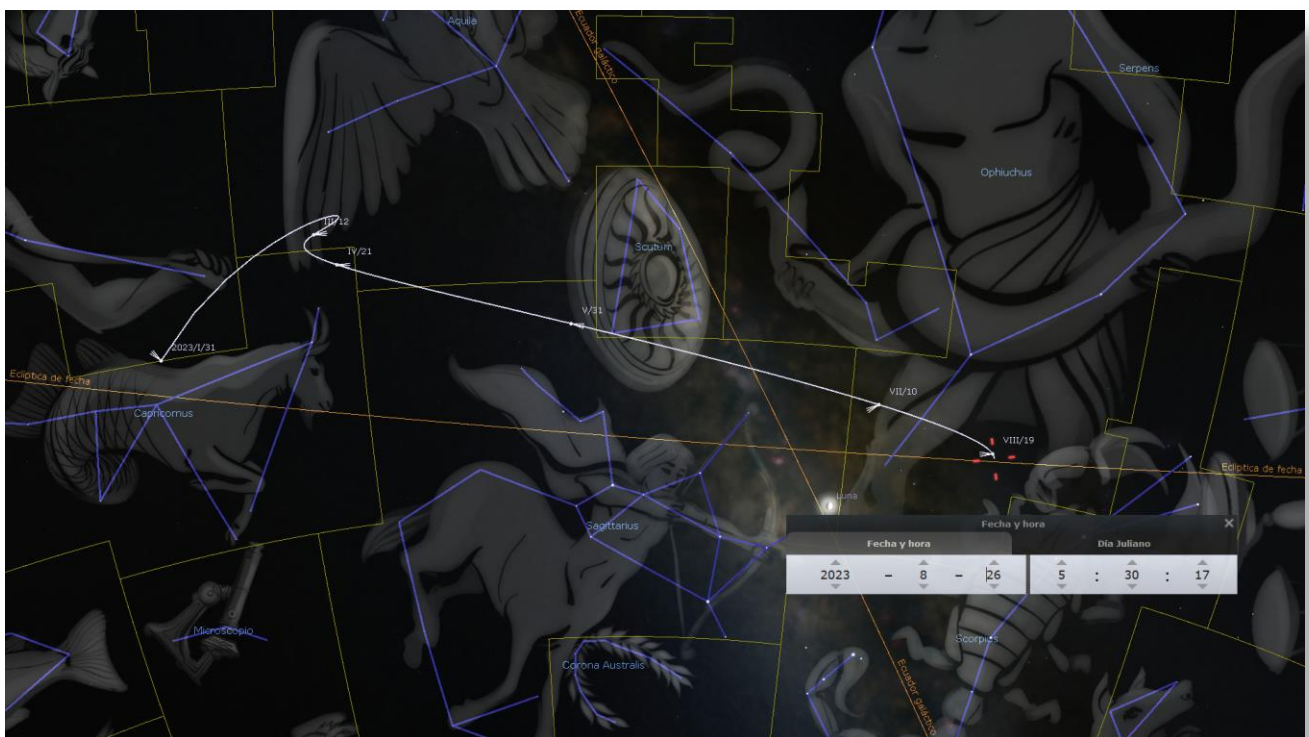 Aquila
Ecuador galáctico
Serpens
Ophiuchus
III/12
IV/21
Scutum
V/31
2023/I/31
Eclíptica de fecha
Capricornus
VII/10
VIII/19
Eclíptica de fecha
Luna
Sagittarius
Fecha y hora ×
Fecha y hora Día Juliano
2023 – 8 – 26 5 : 30 : 17
Microscopio
Scorpius
Corona Australis
Ecuador galáctico